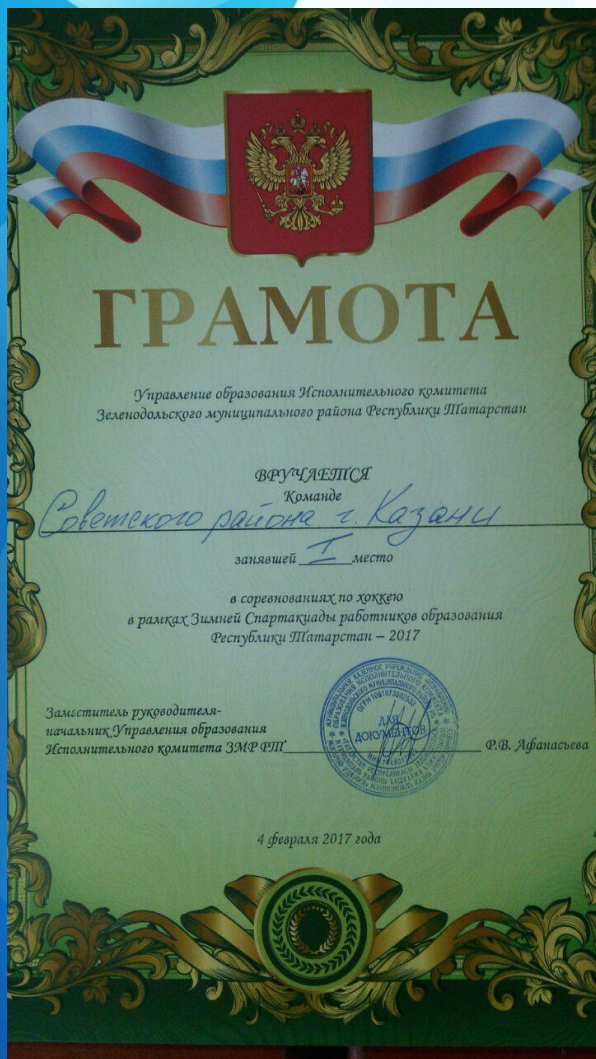 ГРАМОТА
Управление образования Исполнительного комитета
Зеленодольского муниципального района Республики Татарстан
ВРУЧАЕТСЯ
Команде
Советского района г. Казани
занявшей I место
в соревнованиях по хоккею
в рамках Зимней Спартакиады работников образования
Республики Татарстан – 2017
Заместитель руководителя-
начальник Управления образования
Исполнительного комитета ЗМР РТ Р.В. Афанасьева
ДЛЯ
ДОКУМЕНТОВ
4 февраля 2017 года